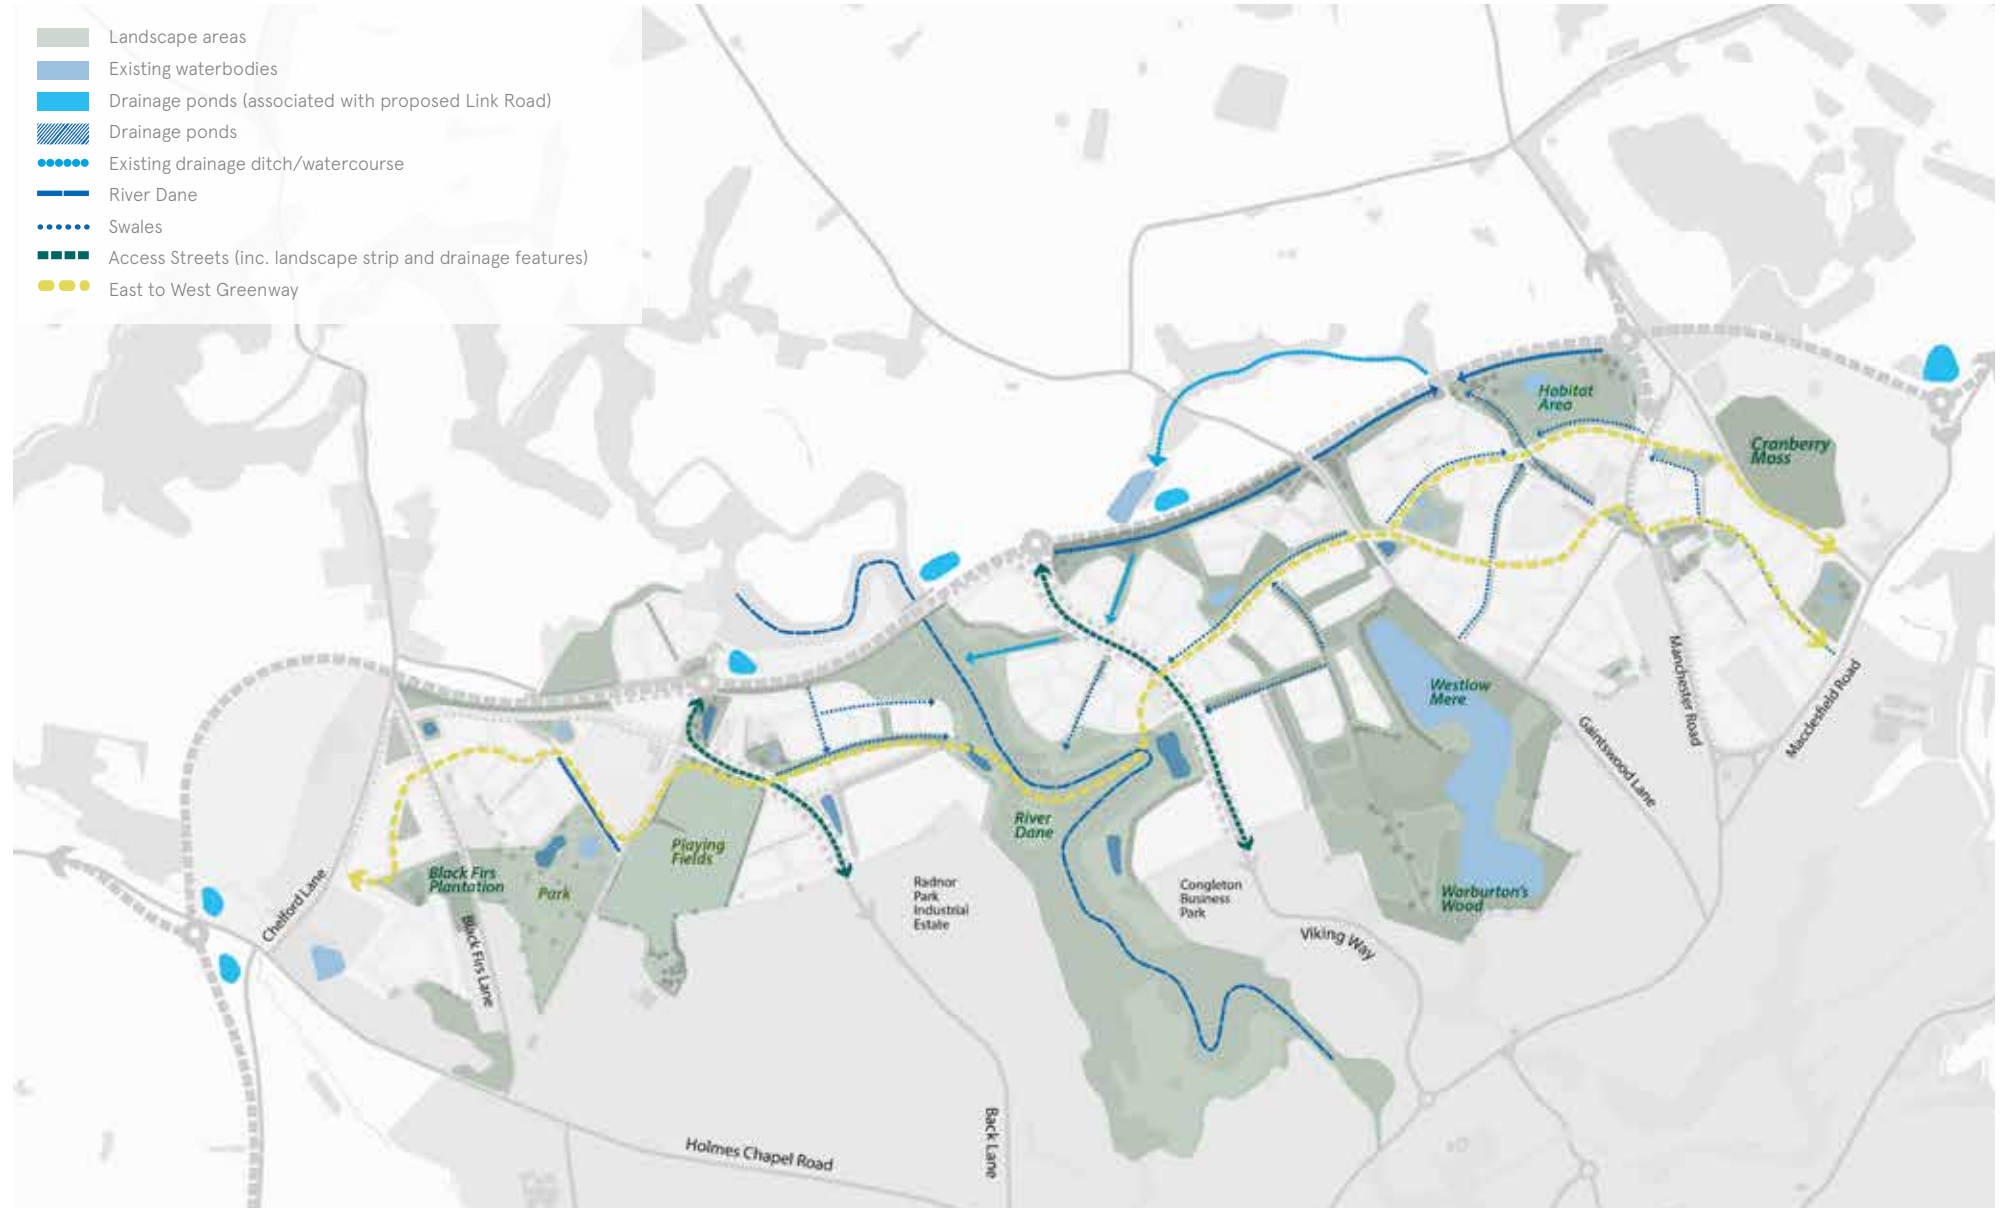 Landscape areas
Existing waterbodies
Drainage ponds (associated with proposed Link Road)
Drainage ponds
Existing drainage ditch/watercourse
River Dane
Swales
Access Streets (inc. landscape strip and drainage features)
East to West Greenway
Habitat
Area
Cranberry
Moss
Westlow
Mere
Manchester Road
Macclesfield Road
Gaintswood Lane
River
Dane
Playing
Fields
Black Firs
Plantation
Park
Chelford Lane
Black Firs Lane
Radnor
Park
Industrial
Estate
Congleton
Business
Park
Warburton's
Wood
Viking Way
Back Lane
Holmes Chapel Road